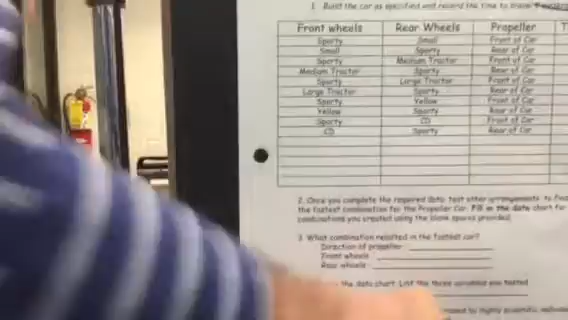 1. Build the car as specified and record the time to
Front wheels Rear Wheels Propeller T
Sporty Small Front of Car
Small Sporty Rear of Car
Sporty Medium Tractor Front of Car
Medium Tractor Sporty Rear of Car
Sporty Large Tractor Front of Car
Large Tractor Sporty Rear of Car
Sporty Yellow Front of Car
Yellow Sporty Rear of Car
Sporty CD Front of Car
CD Sporty Rear of Car
2. Once you complete the required data, test other arrangements to
the fastest combination for the Propeller Car. Fill in the data chart for
combinations you created using the blank spaces provided.
3. What combination resulted in the fastest car?
Direction of propeller
Front wheels
Rear wheels
the data chart. List the three variables you tested